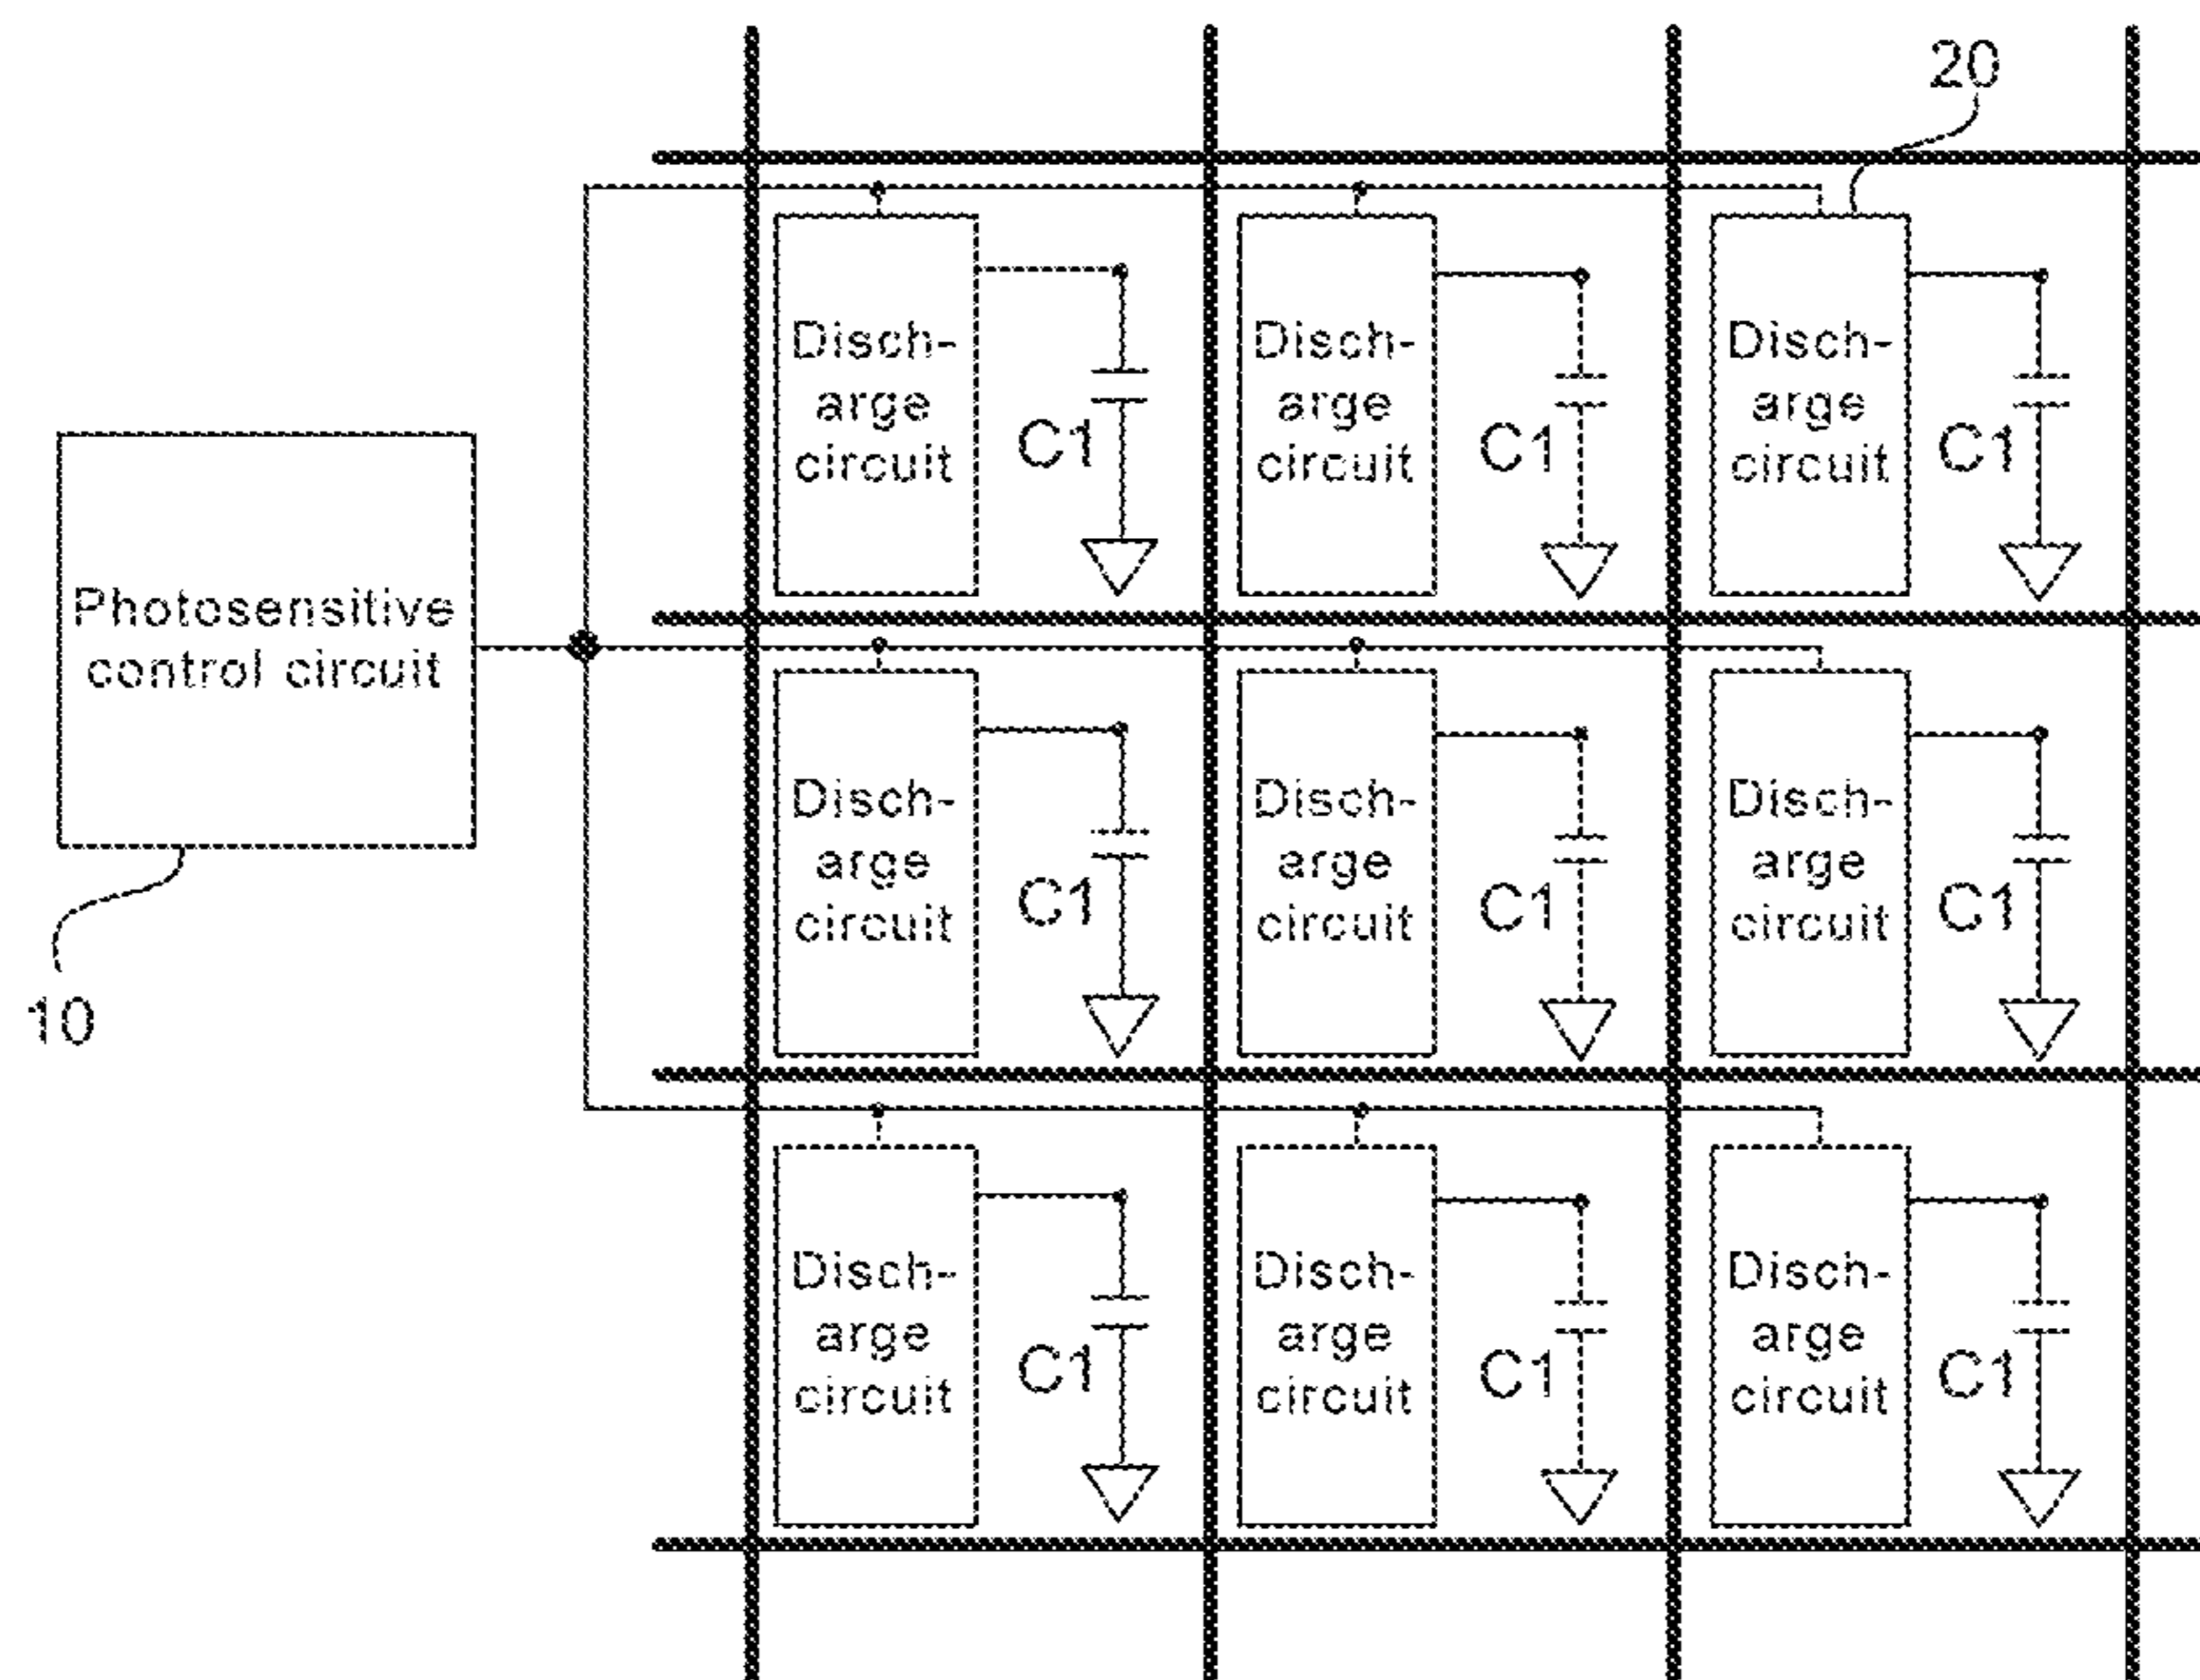 20
Disch-
arge
circuit
C1
Disch-
arge
circuit
C1
Disch-
arge
circuit
C1
Photosensitive
control circuit
10
Disch-
arge
circuit
C1
Disch-
arge
circuit
C1
Disch-
arge
circuit
C1
Disch-
arge
circuit
C1
Disch-
arge
circuit
C1
Disch-
arge
circuit
C1